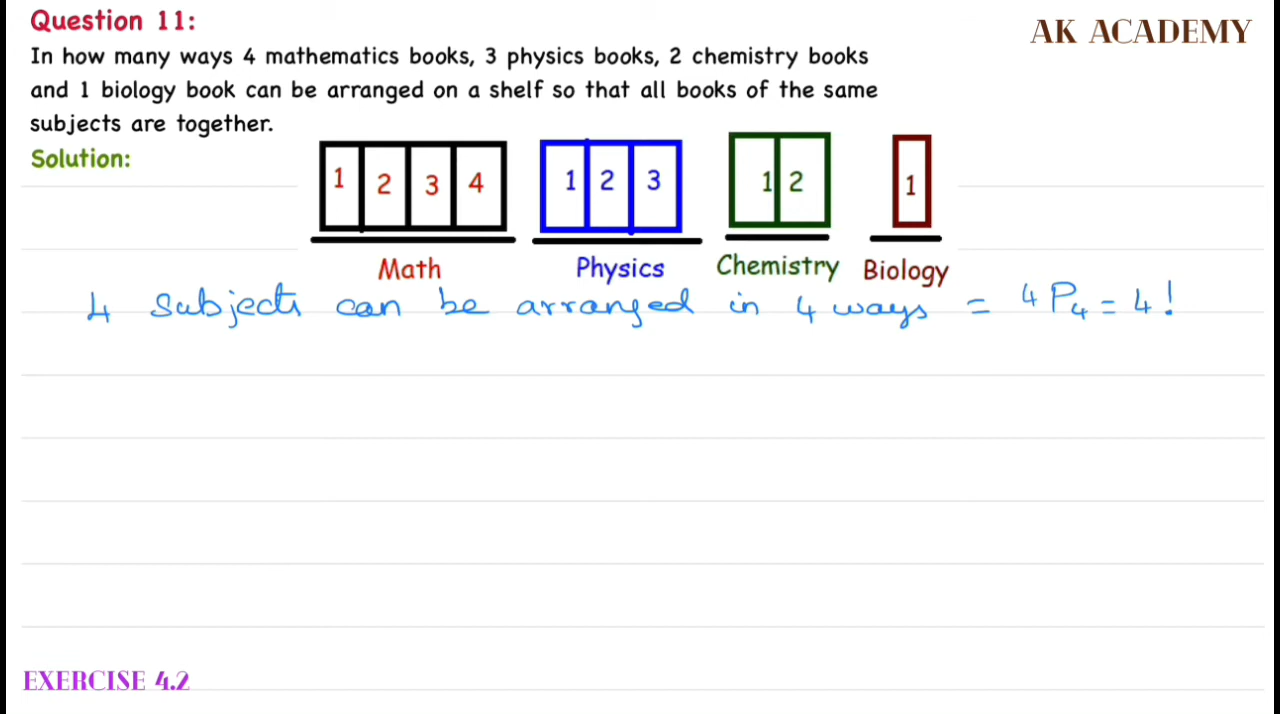 Question 11:
AK ACADEMY
In how many ways 4 mathematics books, 3 physics books, 2 chemistry books
and 1 biology book can be arranged on a shelf so that all books of the same
subjects are together.
Solution:
1 2 3 4 1 2 3 1 2 1
Math Physics Chemistry Biology
4 Subjects can be arranged in 4 ways = ⁴P₄ = 4!
EXERCISE 4.2